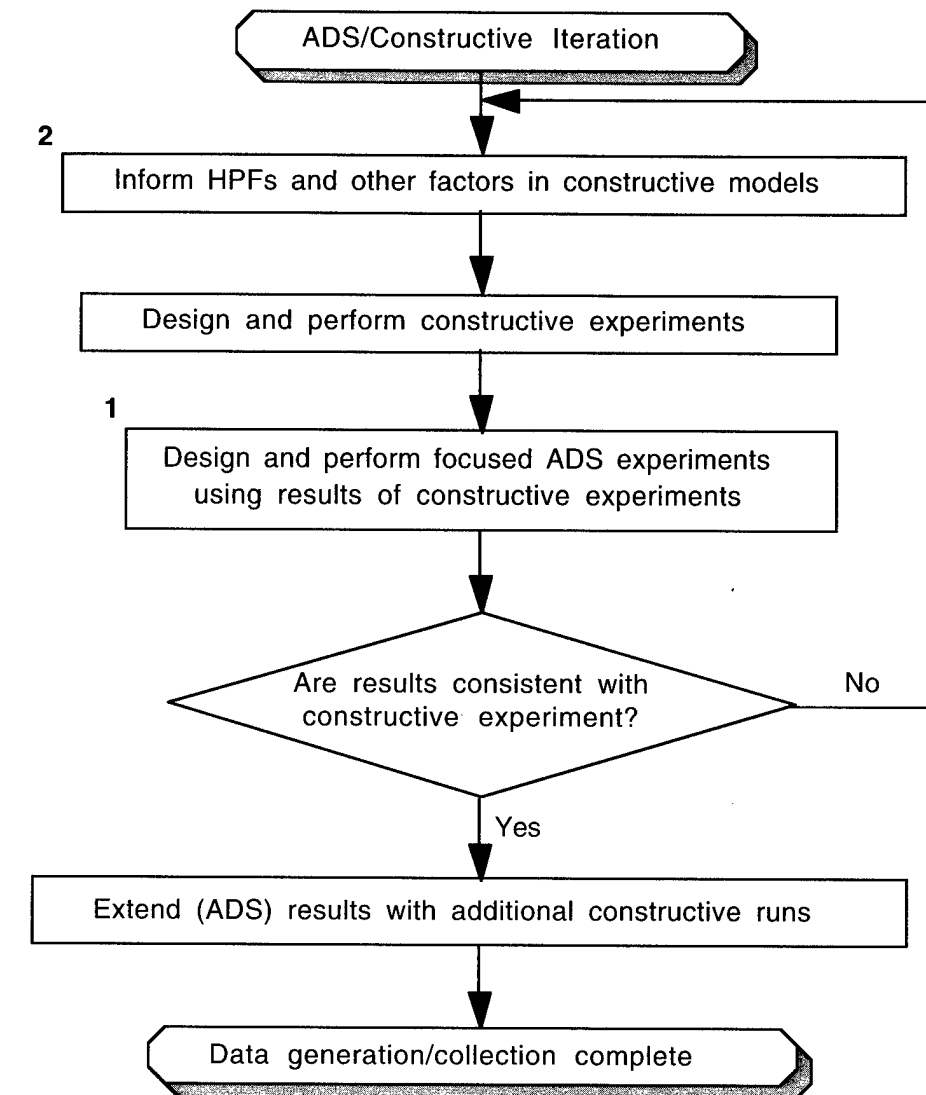 ADS/Constructive Iteration
2
Inform HPFs and other factors in constructive models
Design and perform constructive experiments
1
Design and perform focused ADS experiments
using results of constructive experiments
Are results consistent with
constructive experiment?
No
Yes
Extend (ADS) results with additional constructive runs
Data generation/collection complete